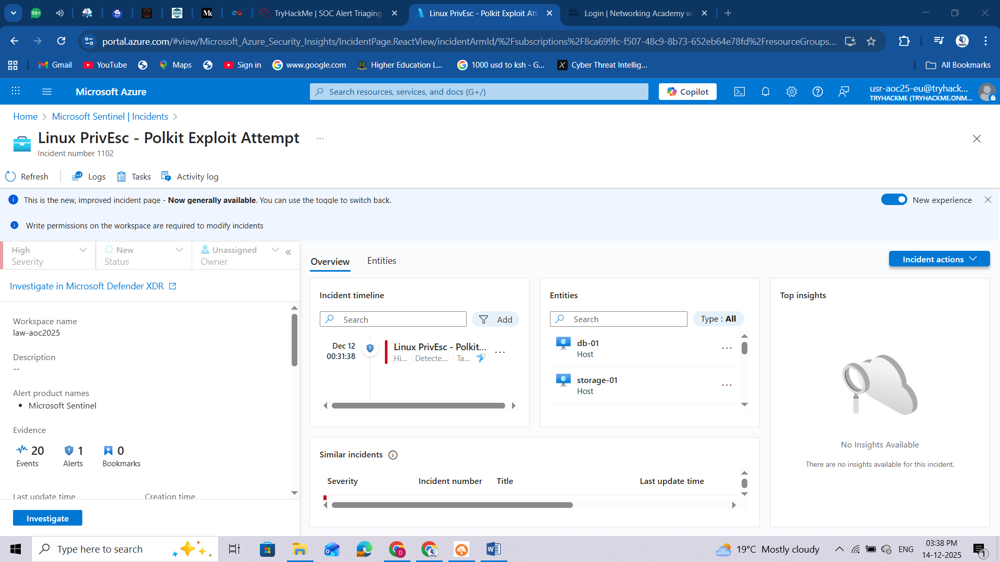 99+
M
TryHackMe | SOC Alert Triaging
Linux PrivEsc - Polkit Exploit Att
Login | Networking Academy w
portal.azure.com/#view/Microsoft_Azure_Security_Insights/IncidentPage.ReactView/incidentArmId/%2Fsubscriptions%2F8ca699fc-f507-48c9-8b73-652eb64e78fd%2FresourceGroups...
Gmail
YouTube
Maps
Sign in
www.google.com
Higher Education L...
1000 usd to ksh - G...
Cyber Threat Intellig...
All Bookmarks
Microsoft Azure
Search resources, services, and docs (G+/)
Copilot
usr-aoc25-eu@tryhack...
TRYHACKME (TRYHACKME.ONM...
Home > Microsoft Sentinel | Incidents >
Linux PrivEsc - Polkit Exploit Attempt ...
Incident number 1102
Refresh
Logs
Tasks
Activity log
This is the new, improved incident page - Now generally available. You can use the toggle to switch back.
New experience
Write permissions on the workspace are required to modify incidents
High
Severity
New
Status
Unassigned
Owner
Investigate in Microsoft Defender XDR
Workspace name
law-aoc2025
Description
--
Alert product names
• Microsoft Sentinel
Evidence
20
Events
1
Alerts
0
Bookmarks
Last update time
Creation time
Investigate
Overview
Entities
Incident actions
Incident timeline
Search
Add
Dec 12
00:31:38
Linux PrivEsc - Polkit...
Hi...
Detecte...
Ta...
Entities
Search
Type : All
db-01
Host
storage-01
Host
Top insights
No Insights Available
There are no insights available for this incident.
Similar incidents
Severity
Incident number
Title
Last update time
Type here to search
19°C Mostly cloudy
ENG
03:38 PM
14-12-2025
1